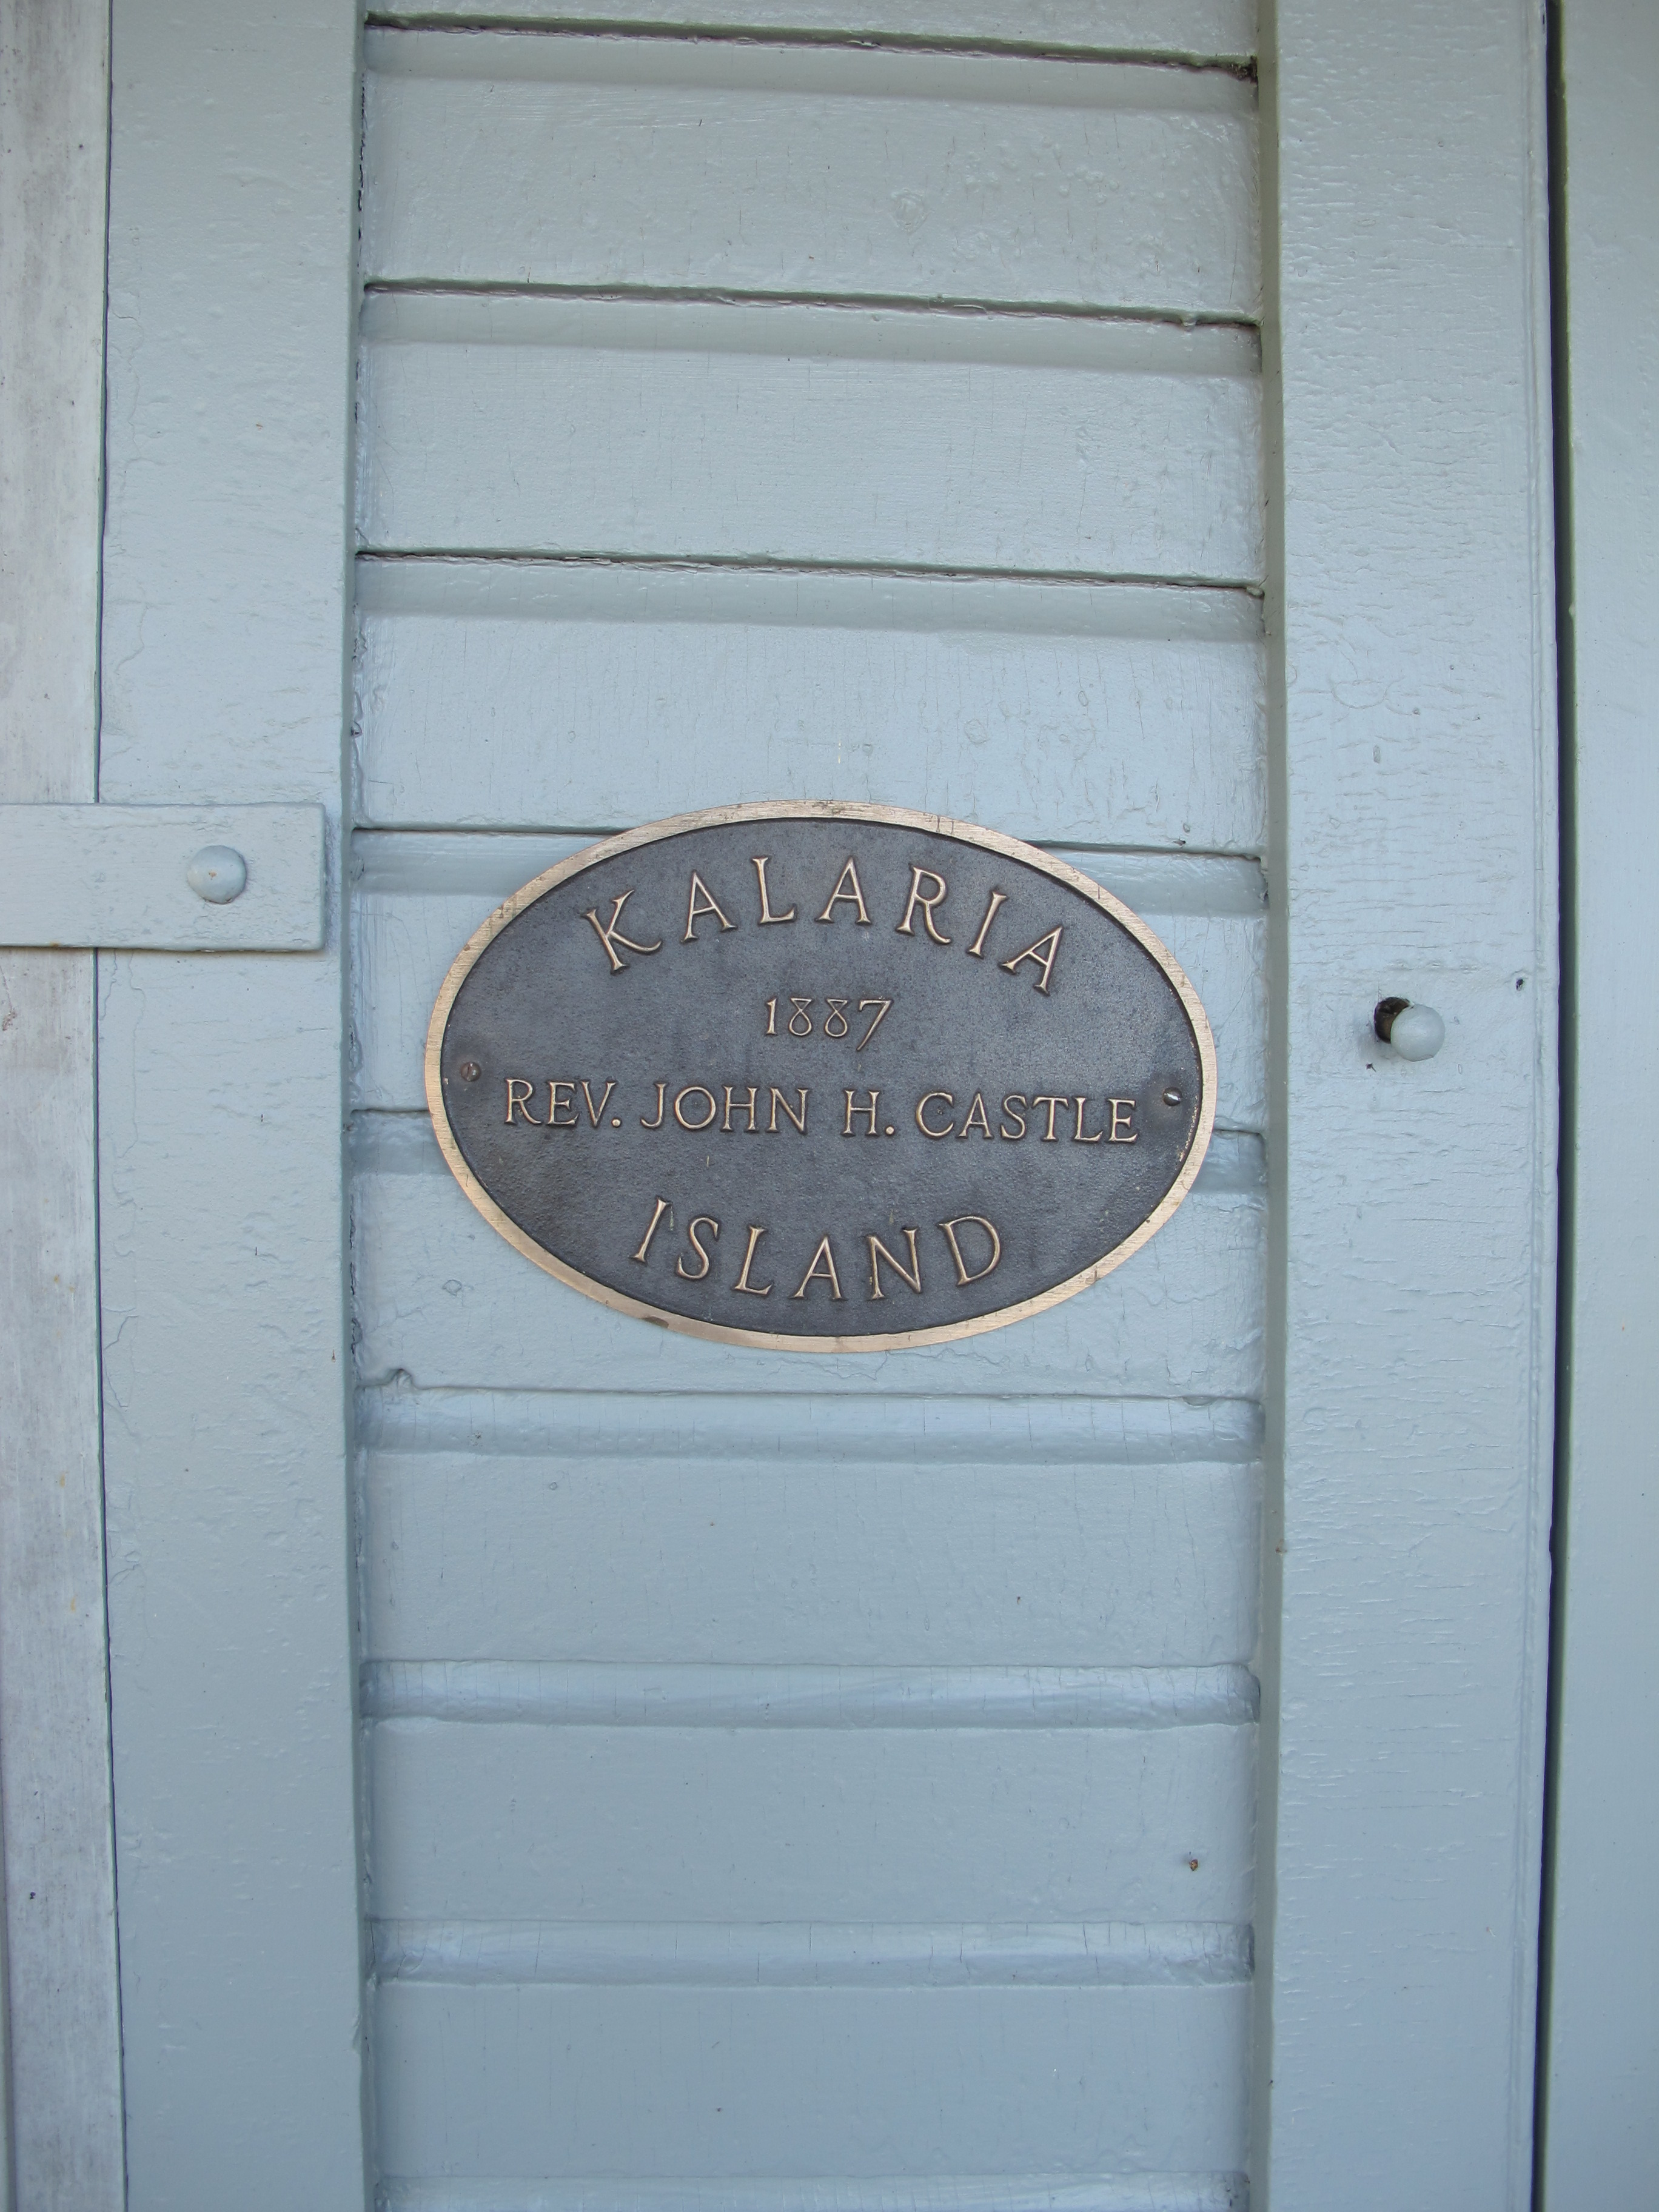 KALARIA
1887
REV. JOHN H. CASTLE
ISLAND